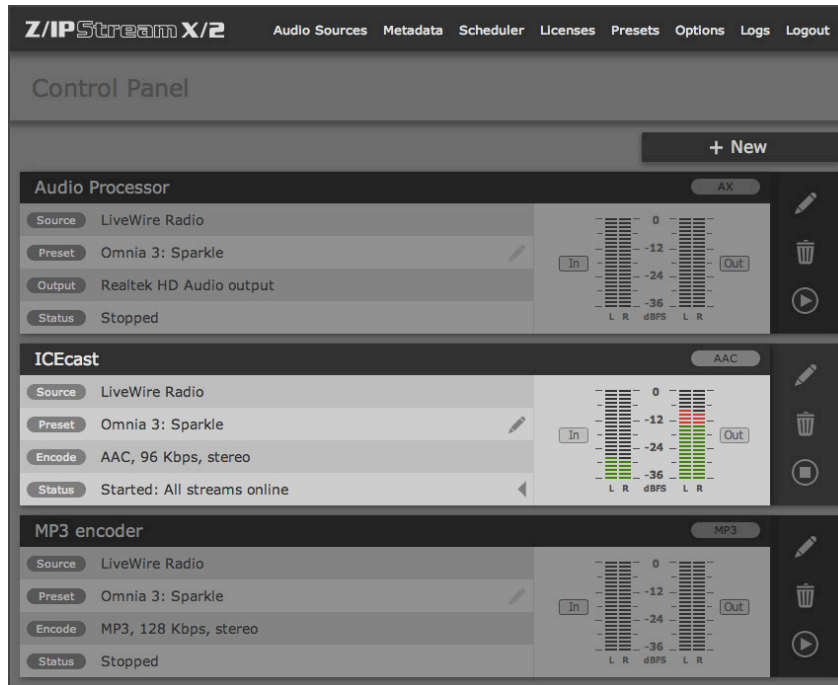 Z/IPStream X/2 Audio Sources Metadata Scheduler Licenses Presets Options Logs Logout
Control Panel
+ New
Audio Processor AX
Source LiveWire Radio
Preset Omnia 3: Sparkle
Output Realtek HD Audio output
Status Stopped
In
0
-12
-24
-36
L R dBFS L R
Out
ICEcast AAC
Source LiveWire Radio
Preset Omnia 3: Sparkle
Encode AAC, 96 Kbps, stereo
Status Started: All streams online
In
0
-12
-24
-36
L R dBFS L R
Out
MP3 encoder MP3
Source LiveWire Radio
Preset Omnia 3: Sparkle
Encode MP3, 128 Kbps, stereo
Status Stopped
In
0
-12
-24
-36
L R dBFS L R
Out